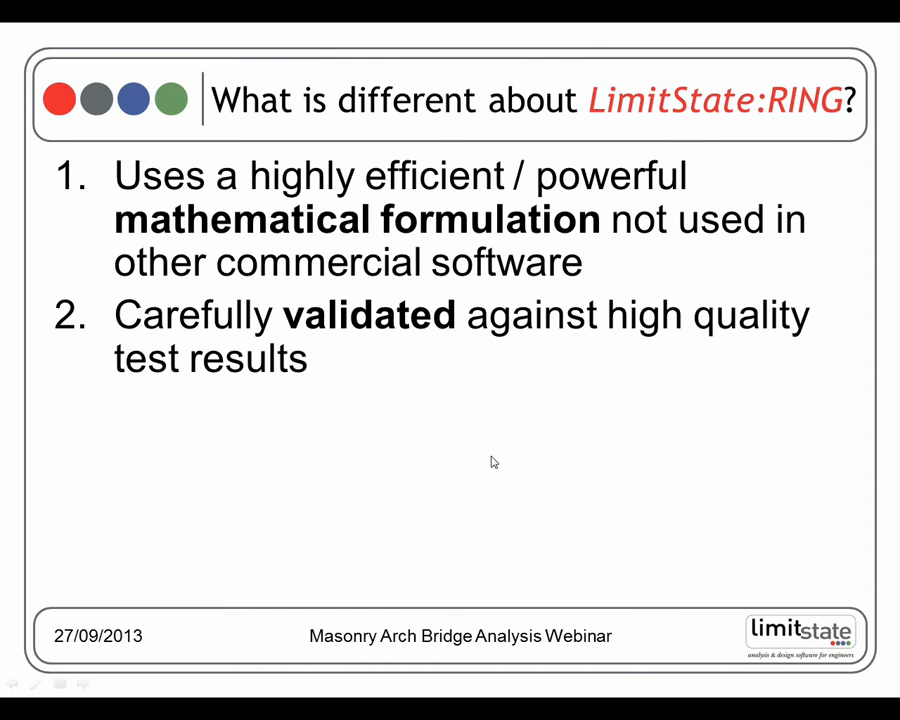 What is different about LimitState:RING?
1. Uses a highly efficient / powerful
mathematical formulation not used in
other commercial software
2. Carefully validated against high quality
test results
27/09/2013
Masonry Arch Bridge Analysis Webinar
limitstate
analysis & design software for engineers